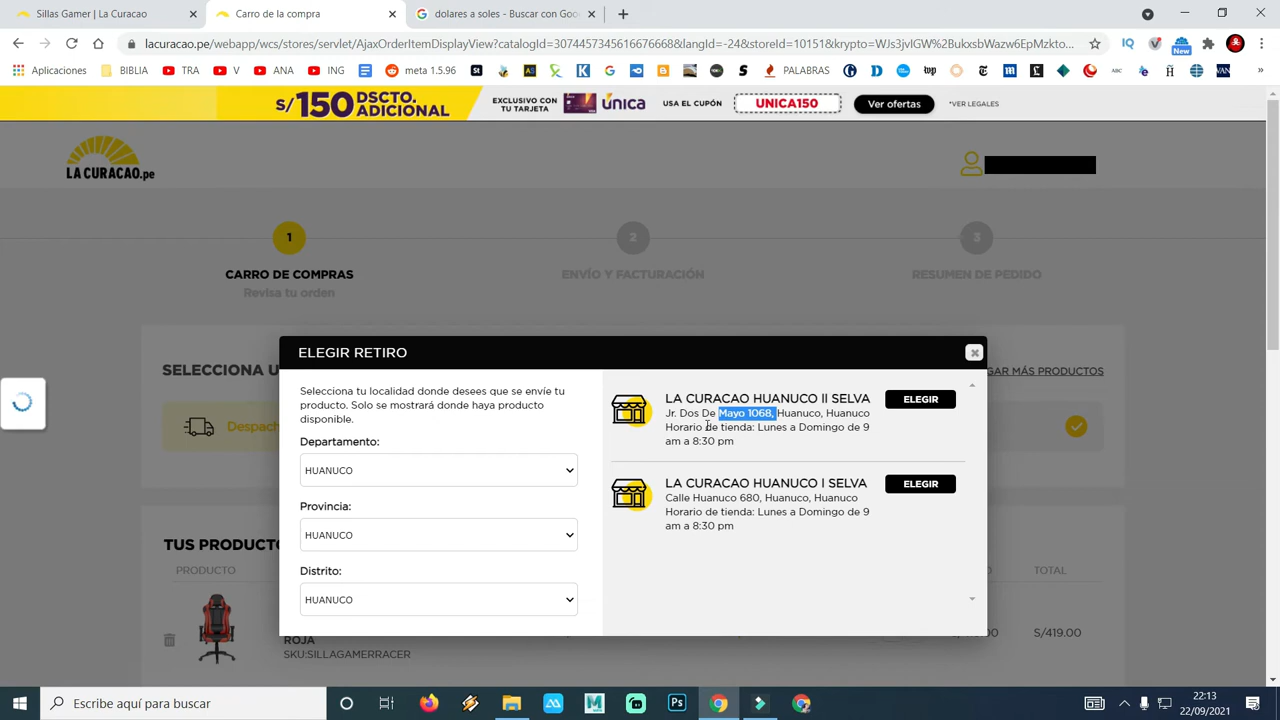 Sillas Gamer | La Curacao
Carro de la compra
dolares a soles - Buscar con Goo
lacuracao.pe/webapp/wcs/stores/servlet/AjaxOrderItemDisplayView?catalogId=3074457345616676668&langId=-24&storeId=10151&krypto=WJs3jvIGW%2BuksbWazw6EpMzkto...
Aplicaciones
BIBLIA
TRA
V
ANA
ING
meta 1.5.96
PALABRAS
New
S/150 DSCTO. ADICIONAL
EXCLUSIVO CON TU TARJETA
única
USA EL CUPÓN
UNICA150
Ver ofertas
*VER LEGALES
LA CURACAO.pe
1
2
3
CARRO DE COMPRAS
ENVÍO Y FACTURACIÓN
RESUMEN DE PEDIDO
Revisa tu orden
SELECCIONA U
GAR MÁS PRODUCTOS
Despa
ELEGIR RETIRO
Selecciona tu localidad donde desees que se envíe tu
producto. Solo se mostrará donde haya producto
disponible.
Departamento:
HUANUCO
Provincia:
HUANUCO
Distrito:
HUANUCO
LA CURACAO HUANUCO II SELVA
ELEGIR
Jr. Dos De Mayo 1068, Huanuco, Huanuco
Horario de tienda: Lunes a Domingo de 9
am a 8:30 pm
LA CURACAO HUANUCO I SELVA
ELEGIR
Calle Huanuco 680, Huanuco, Huanuco
Horario de tienda: Lunes a Domingo de 9
am a 8:30 pm
TUS PRODUCTO
PRODUCTO
TOTAL
ROJA
SKU:SILLAGAMERRACER
S/419.00
Escribe aquí para buscar
22:13
22/09/2021